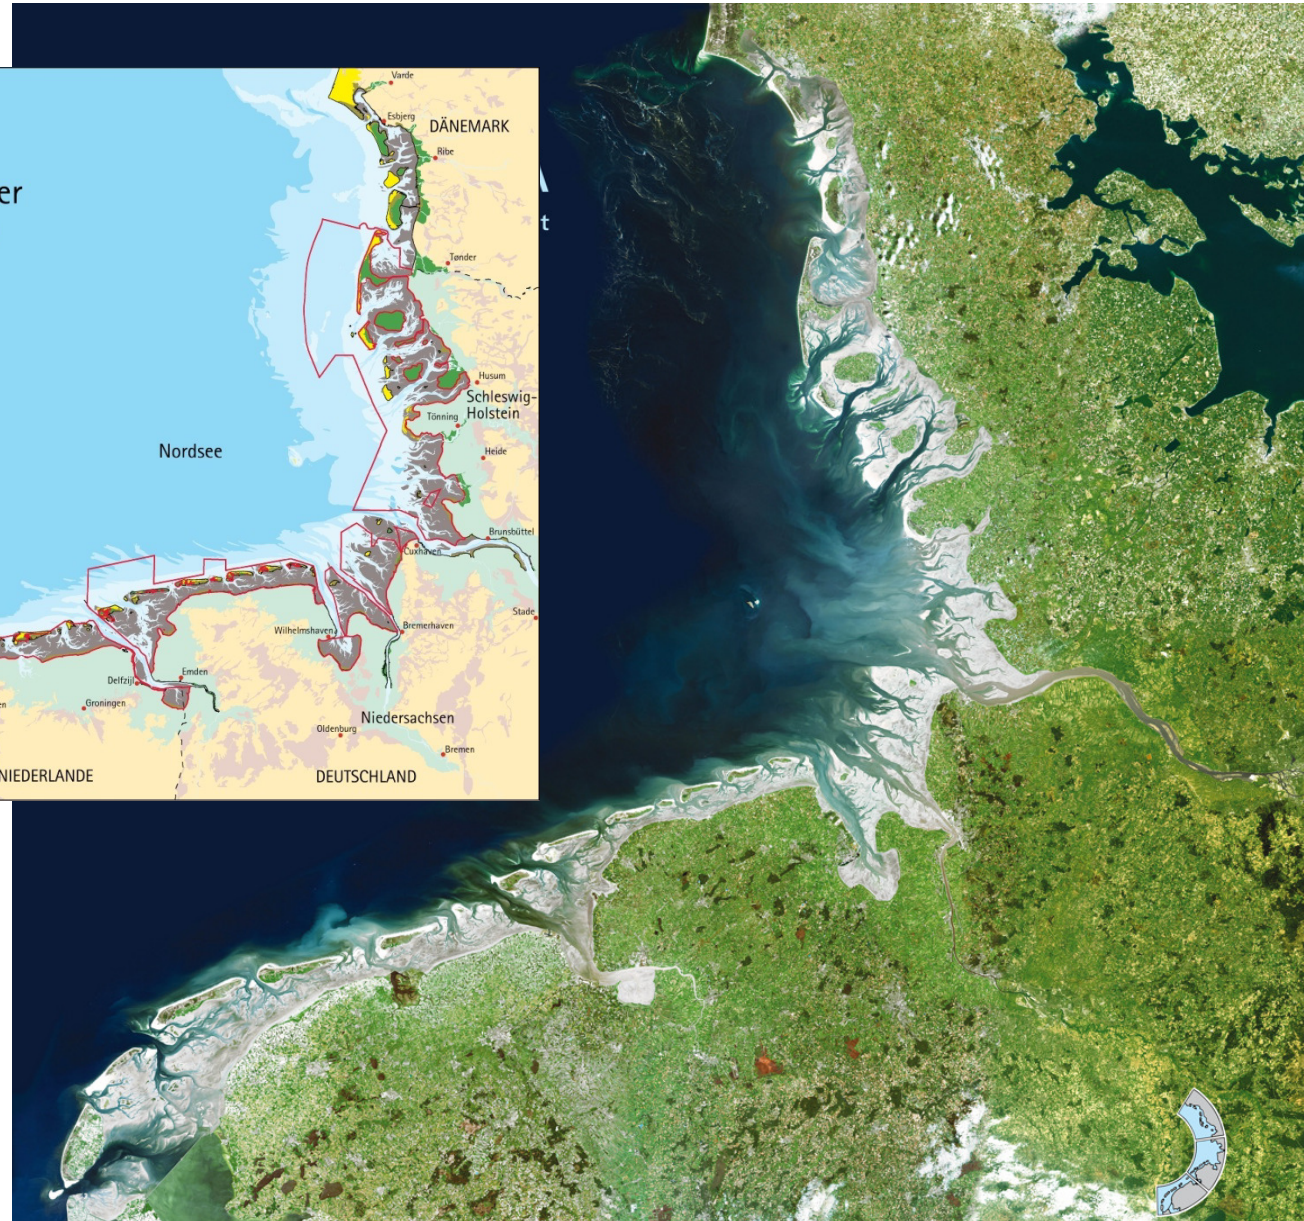 Varde
Esbjerg
DÄNEMARK
Ribe
er
t
Tønder
Husum
Schleswig-
Holstein
Tönning
Nordsee
Heide
Brunsbüttel
Cuxhaven
Stade
Wilhelmshaven
Bremerhaven
Emden
Delfzijl
Groningen
en
Niedersachsen
Oldenburg
Bremen
NIEDERLANDE
DEUTSCHLAND